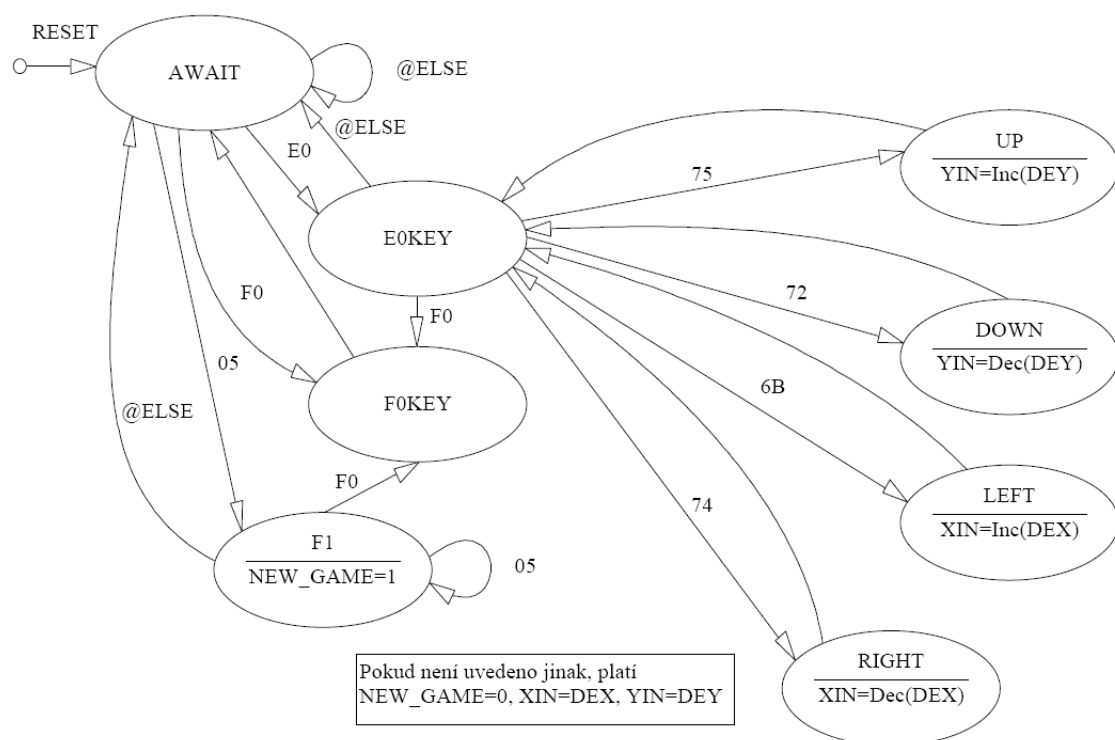 RESET
AWAIT
@ELSE
@ELSE
E0
UP
YIN=Inc(DEY)
75
E0KEY
F0
F0
72
DOWN
YIN=Dec(DEY)
05
F0KEY
6B
@ELSE
F0
74
LEFT
XIN=Inc(DEX)
F1
NEW_GAME=1
05
Pokud není uvedeno jinak, platí
NEW_GAME=0, XIN=DEX, YIN=DEY
RIGHT
XIN=Dec(DEX)